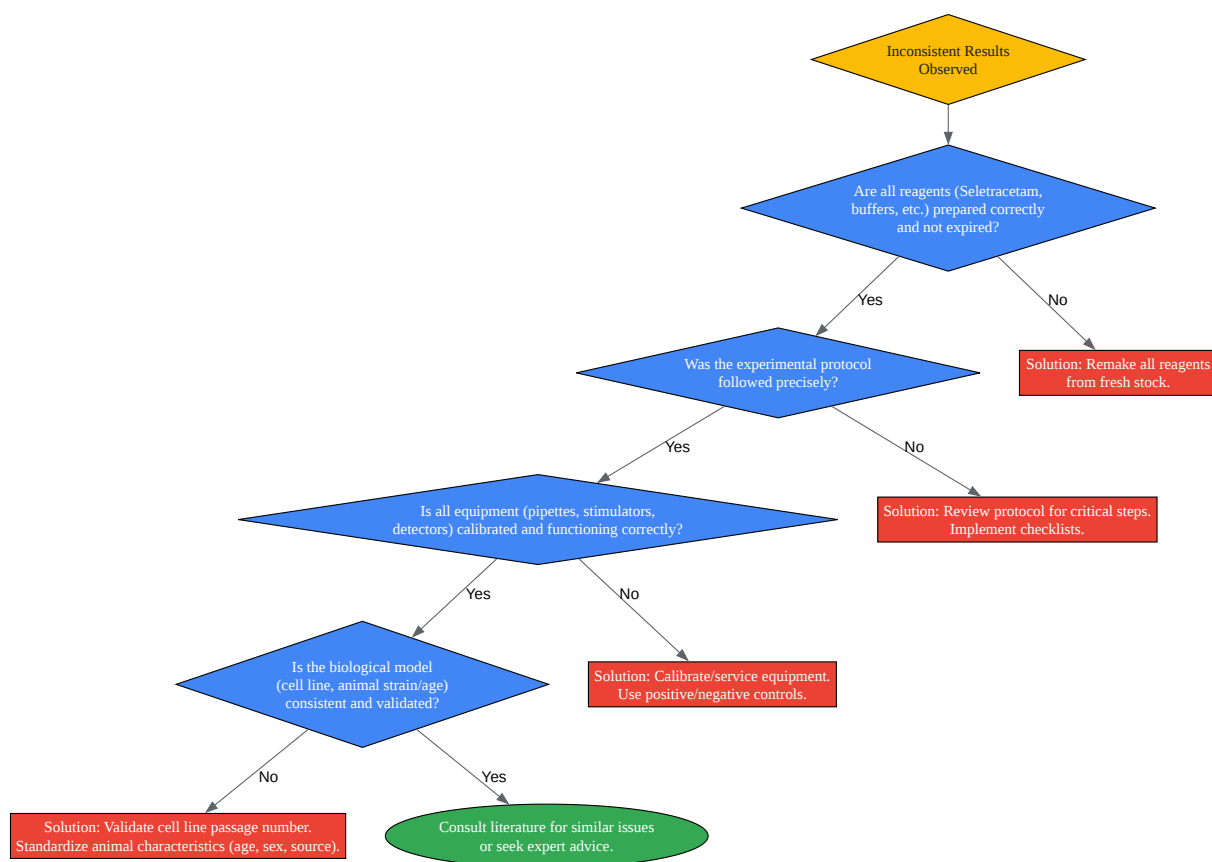 Inconsistent Results
Observed
Are all reagents (Seletracetam,
buffers, etc.) prepared correctly
and not expired?
Yes
No
Was the experimental protocol
followed precisely?
Solution: Remake all reagents
from fresh stock.
Yes
No
Is all equipment (pipettes, stimulators,
detectors) calibrated and functioning correctly?
Solution: Review protocol for critical steps.
Implement checklists.
Yes
No
Is the biological model
(cell line, animal strain/age)
consistent and validated?
Solution: Calibrate/service equipment.
Use positive/negative controls.
No
Yes
Solution: Validate cell line passage number.
Standardize animal characteristics (age, sex, source).
Consult literature for similar issues
or seek expert advice.